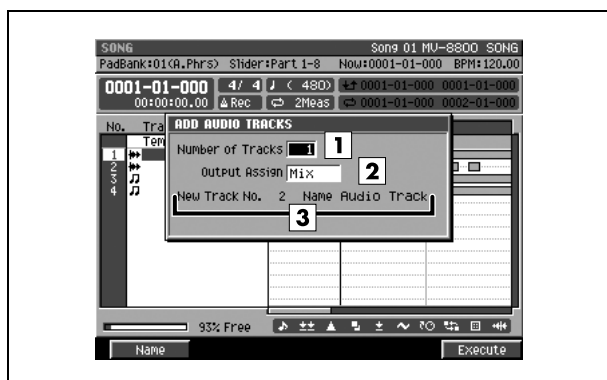 SONG Song 01 MV-8800 SONG
PadBank:01(A.Phrs) Slider:Part 1-8 Now:0001-01-000 BPM:120.00
0001-01-000 4/ 4 ♩ ( 480) 0001-01-000 0001-01-000
00:00:00.00 Rec 2Meas 0001-01-000 0002-01-000
No. Tra
Tem
ADD AUDIO TRACKS
Number of Tracks 1 1
Output Assign Mix 2
New Track No. 2 Name Audio Track
3
1
2
3
4
93% Free
Name Execute